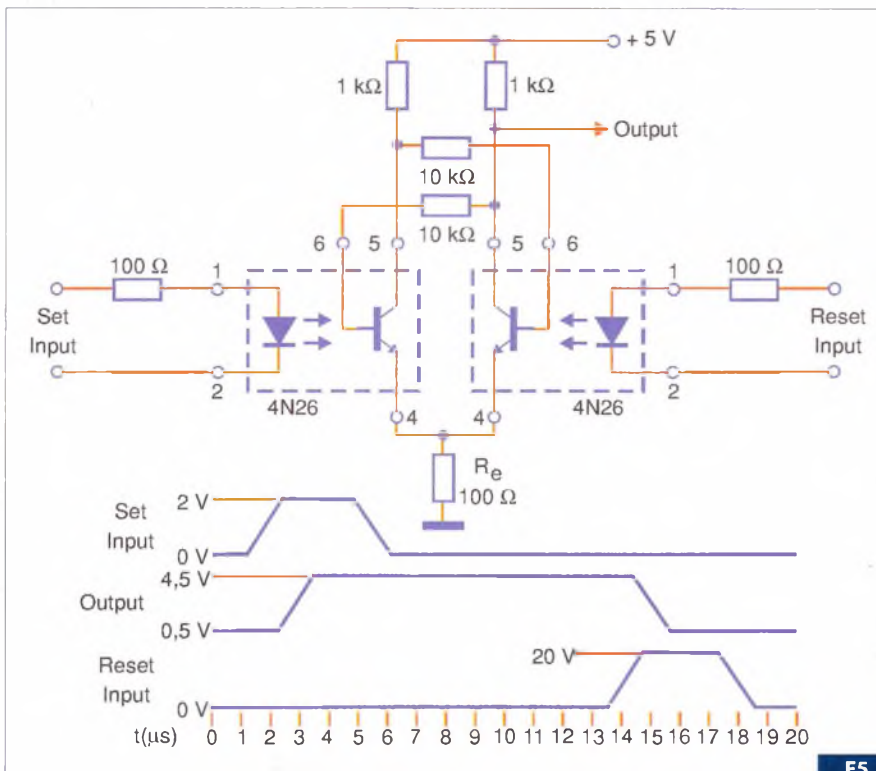 + 5 V
1 kΩ
1 kΩ
Output
10 kΩ
10 kΩ
6
5
5
6
100 Ω
1
1
100 Ω
Set
Input
Reset
Input
2
2
4N26
4
4
4N26
Re
100 Ω
Set
Input
2 V
0 V
Output
4,5 V
0,5 V
Reset
Input
20 V
0 V
t(μs)
0 1 2 3 4 5 6 7 8 9 10 11 12 13 14 15 16 17 18 19 20
F5